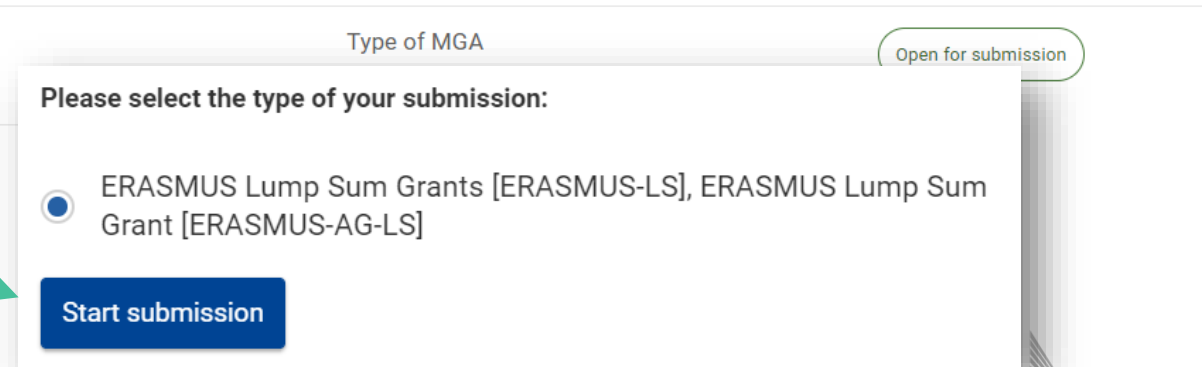 Type of MGA
Open for submission
Please select the type of your submission:
ERASMUS Lump Sum Grants [ERASMUS-LS], ERASMUS Lump Sum
Grant [ERASMUS-AG-LS]
Start submission